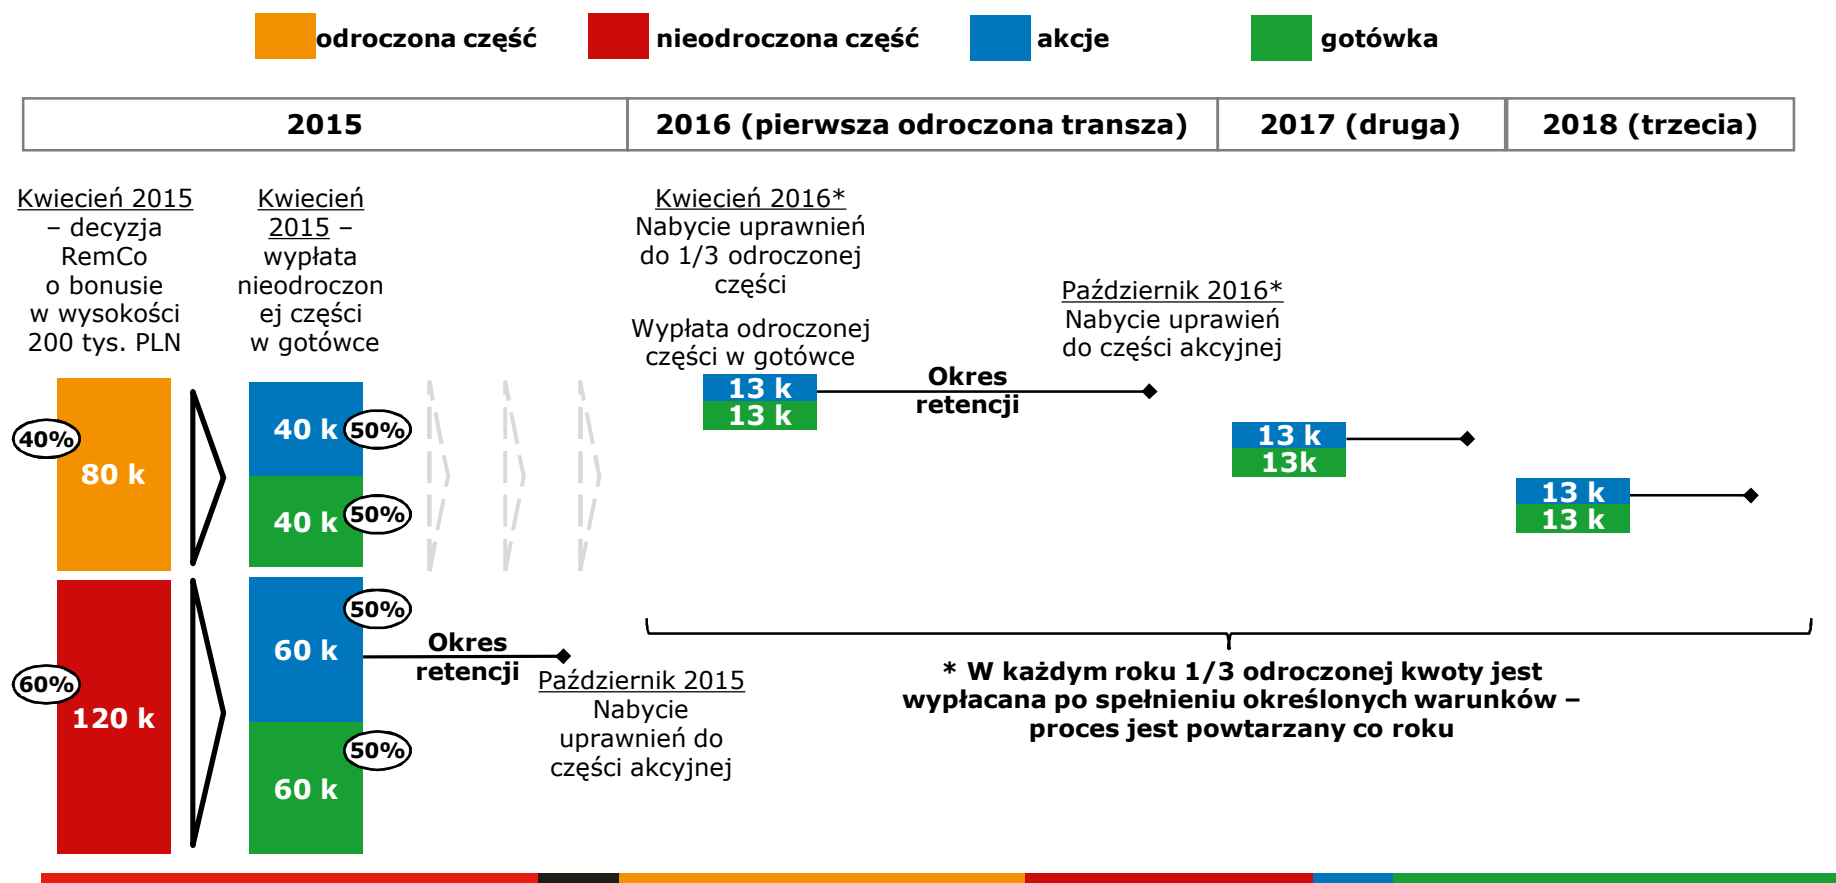 odroczona część
nieodroczona część
akcje
gotówka
2015
2016 (pierwsza odroczona transza)
2017 (druga)
2018 (trzecia)
Kwiecień 2015
– decyzja
RemCo
o bonusie
w wysokości
200 tys. PLN
Kwiecień
2015 –
wypłata
nieodroczon
ej części
w gotówce
Kwiecień 2016*
Nabycie uprawnień
do 1/3 odroczonej
części
Wypłata odroczonej
części w gotówce
Październik 2016*
Nabycie uprawień
do części akcyjnej
40%
80 k
40 k
50%
40 k
50%
13 k
13 k
Okres
retencji
13 k
13k
13 k
13 k
60%
120 k
60 k
50%
60 k
50%
Okres
retencji
Październik 2015
Nabycie
uprawnień do
części akcyjnej
* W każdym roku 1/3 odroczonej kwoty jest
wypłacana po spełnieniu określonych warunków –
proces jest powtarzany co roku